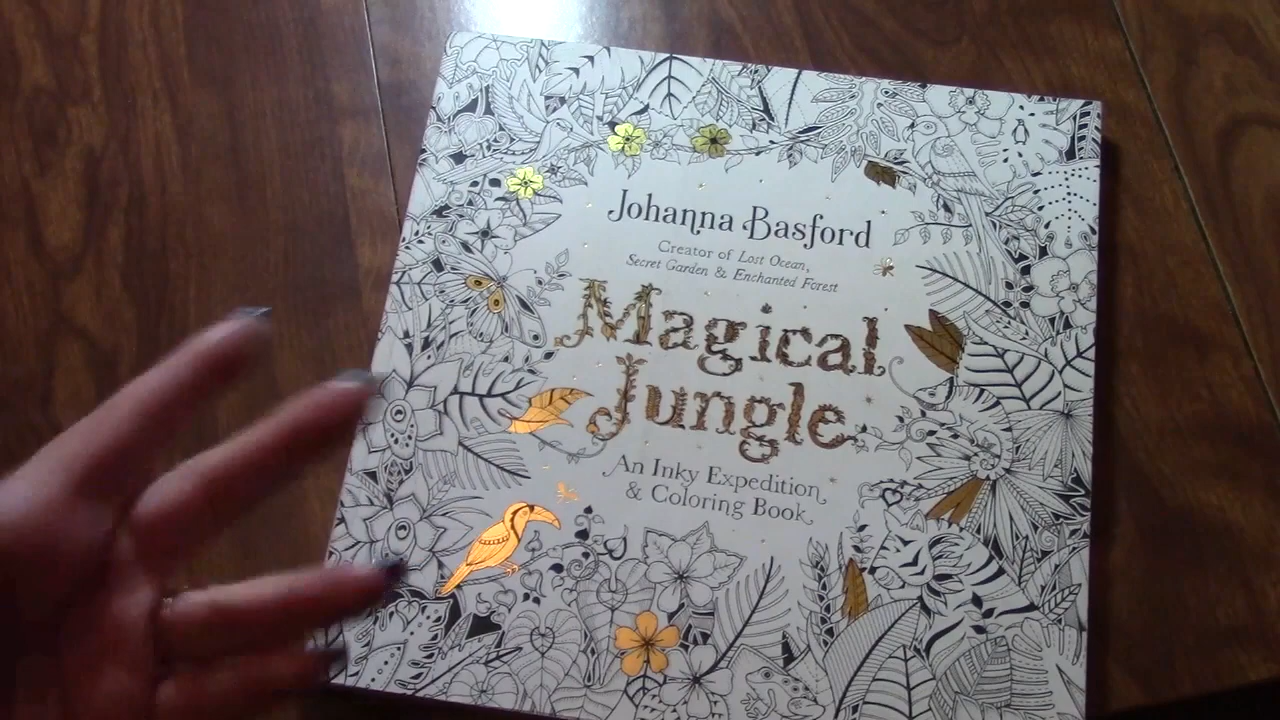 Johanna Basford
Creator of Lost Ocean,
Secret Garden & Enchanted Forest
Magical
Jungle
An Inky Expedition
& Coloring Book